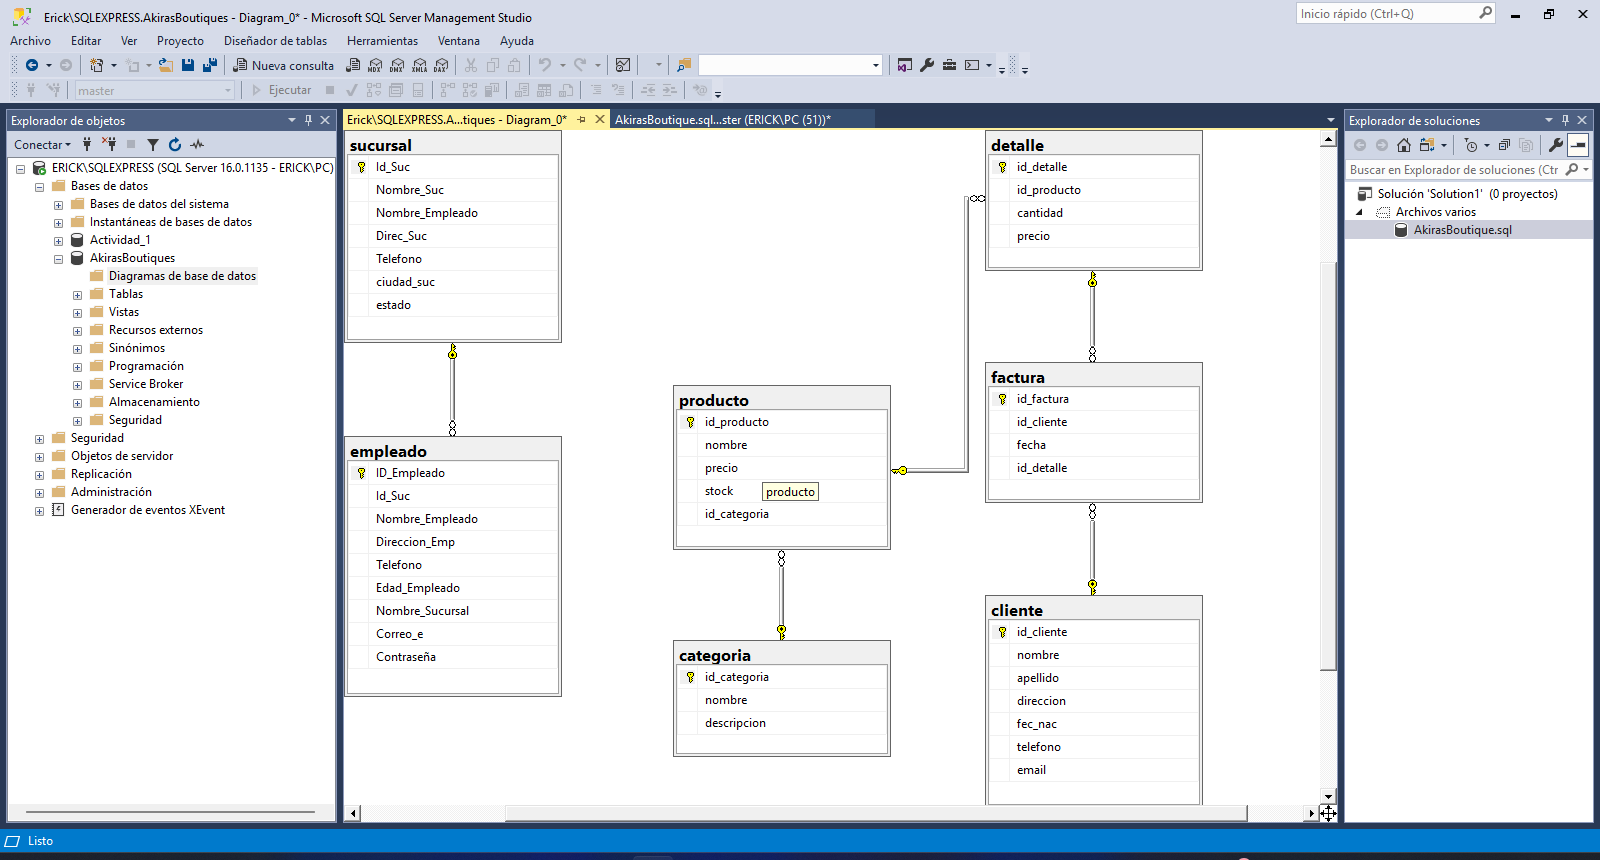 Erick\SQLEXPRESS.AkirasBoutiques - Diagram_0* - Microsoft SQL Server Management Studio
Inicio rápido (Ctrl+Q)
Archivo Editar Ver Proyecto Diseñador de tablas Herramientas Ventana Ayuda
Nueva consulta MDX DMX XMLA DAX
master Ejecutar
Explorador de objetos
Conectar
ERICK\SQLEXPRESS (SQL Server 16.0.1135 - ERICK\PC)
Bases de datos
Bases de datos del sistema
Instantáneas de bases de datos
Actividad_1
AkirasBoutiques
Diagramas de base de datos
Tablas
Vistas
Recursos externos
Sinónimos
Programación
Service Broker
Almacenamiento
Seguridad
Seguridad
Objetos de servidor
Replicación
Administración
Generador de eventos XEvent
Erick\SQLEXPRESS.A...tiques - Diagram_0*
AkirasBoutique.sql...ster (ERICK\PC (51))*
sucursal
Id_Suc
Nombre_Suc
Nombre_Empleado
Direc_Suc
Telefono
ciudad_suc
estado
empleado
ID_Empleado
Id_Suc
Nombre_Empleado
Direccion_Emp
Telefono
Edad_Empleado
Nombre_Sucursal
Correo_e
Contraseña
producto
id_producto
nombre
precio
stock
producto
id_categoria
categoria
id_categoria
nombre
descripcion
detalle
id_detalle
id_producto
cantidad
precio
factura
id_factura
id_cliente
fecha
id_detalle
cliente
id_cliente
nombre
apellido
direccion
fec_nac
telefono
email
Explorador de soluciones
Buscar en Explorador de soluciones (Ctr
Solución 'Solution1' (0 proyectos)
Archivos varios
AkirasBoutique.sql
Listo